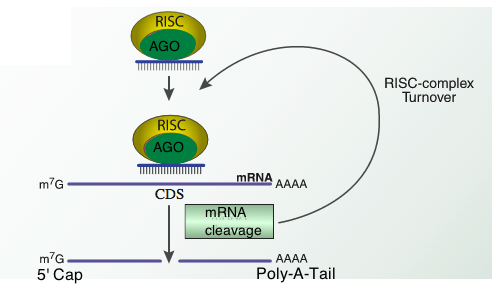 RISC
AGO
RISC-complex
Turnover
RISC
AGO
mRNA
m7G
AAAA
CDS
mRNA
cleavage
m7G
AAAA
5' Cap
Poly-A-Tail